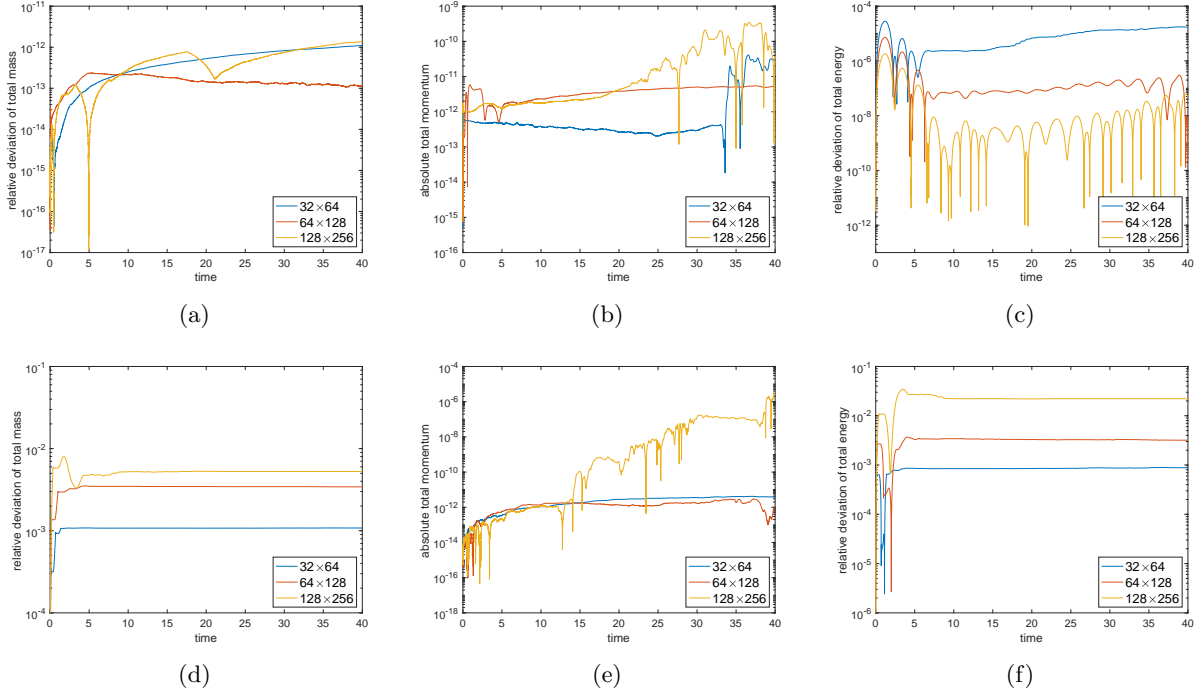 relative deviation of total mass
10^-11
10^-12
10^-13
10^-14
10^-15
10^-16
10^-17
0 5 10 15 20 25 30 35 40
time
32×64
64×128
128×256
(a)
absolute total momentum
10^-9
10^-10
10^-11
10^-12
10^-13
10^-14
10^-15
10^-16
0 5 10 15 20 25 30 35 40
time
32×64
64×128
128×256
(b)
relative deviation of total energy
10^-4
10^-6
10^-8
10^-10
10^-12
0 5 10 15 20 25 30 35 40
time
32×64
64×128
128×256
(c)
relative deviation of total mass
10^-1
10^-2
10^-3
10^-4
0 5 10 15 20 25 30 35 40
time
32×64
64×128
128×256
(d)
absolute total momentum
10^-4
10^-6
10^-8
10^-10
10^-12
10^-14
10^-16
10^-18
0 5 10 15 20 25 30 35 40
time
32×64
64×128
128×256
(e)
relative deviation of total energy
10^-1
10^-2
10^-3
10^-4
10^-5
10^-6
0 5 10 15 20 25 30 35 40
time
32×64
64×128
128×256
(f)